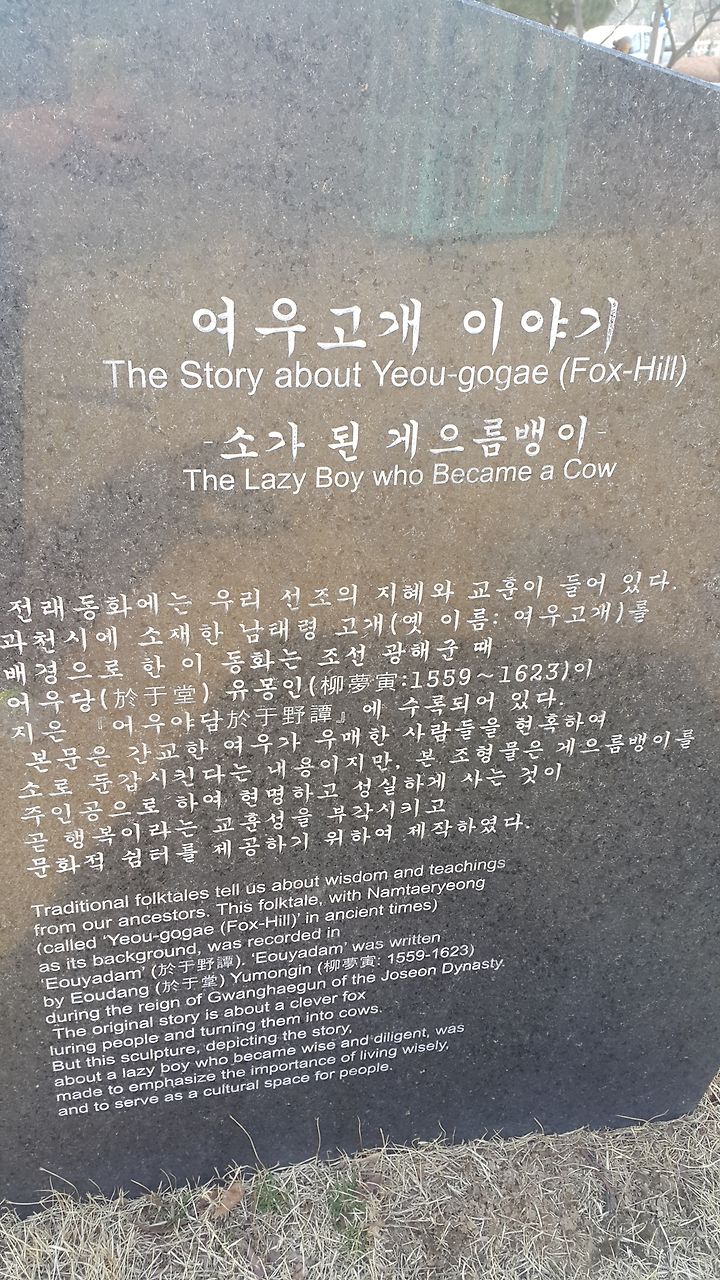 여우고개 이야기
The Story about Yeou-gogae (Fox-Hill)
-소가 된 게으름뱅이-
The Lazy Boy who Became a Cow
전래동화에는 우리 선조의 지혜와 교훈이 들어 있다.
과천시에 소재한 남태령 고개(옛 이름: 여우고개)를
배경으로 한 이 동화는 조선 광해군 때
어우당(於于堂) 유몽인(柳夢寅:1559~1623)이
지은 『어우야담於于野譚』에 수록되어 있다.
본문은 간교한 여우가 우매한 사람들을 현혹하여
소로 둔갑시킨다는 내용이지만, 본 조형물은 게으름뱅이를
주인공으로 하여 현명하고 성실하게 사는 것이
곧 행복이라는 교훈성을 부각시키고
문화적 쉼터를 제공하기 위하여 제작하였다.
Traditional folktales tell us about wisdom and teachings
from our ancestors. This folktale, with Namtaeryeong
(called ‘Yeou-gogae (Fox-Hill)’ in ancient times)
as its background, was recorded in
‘Eouyadam’ (於于野譚). ‘Eouyadam’ was written
by Eoudang (於于堂) Yumongin (柳夢寅: 1559-1623)
during the reign of Gwanghaegun of the Joseon Dynasty.
The original story is about a clever fox
luring people and turning them into cows.
But this sculpture, depicting the story,
about a lazy boy who became wise and diligent, was
made to emphasize the importance of living wisely,
and to serve as a cultural space for people.